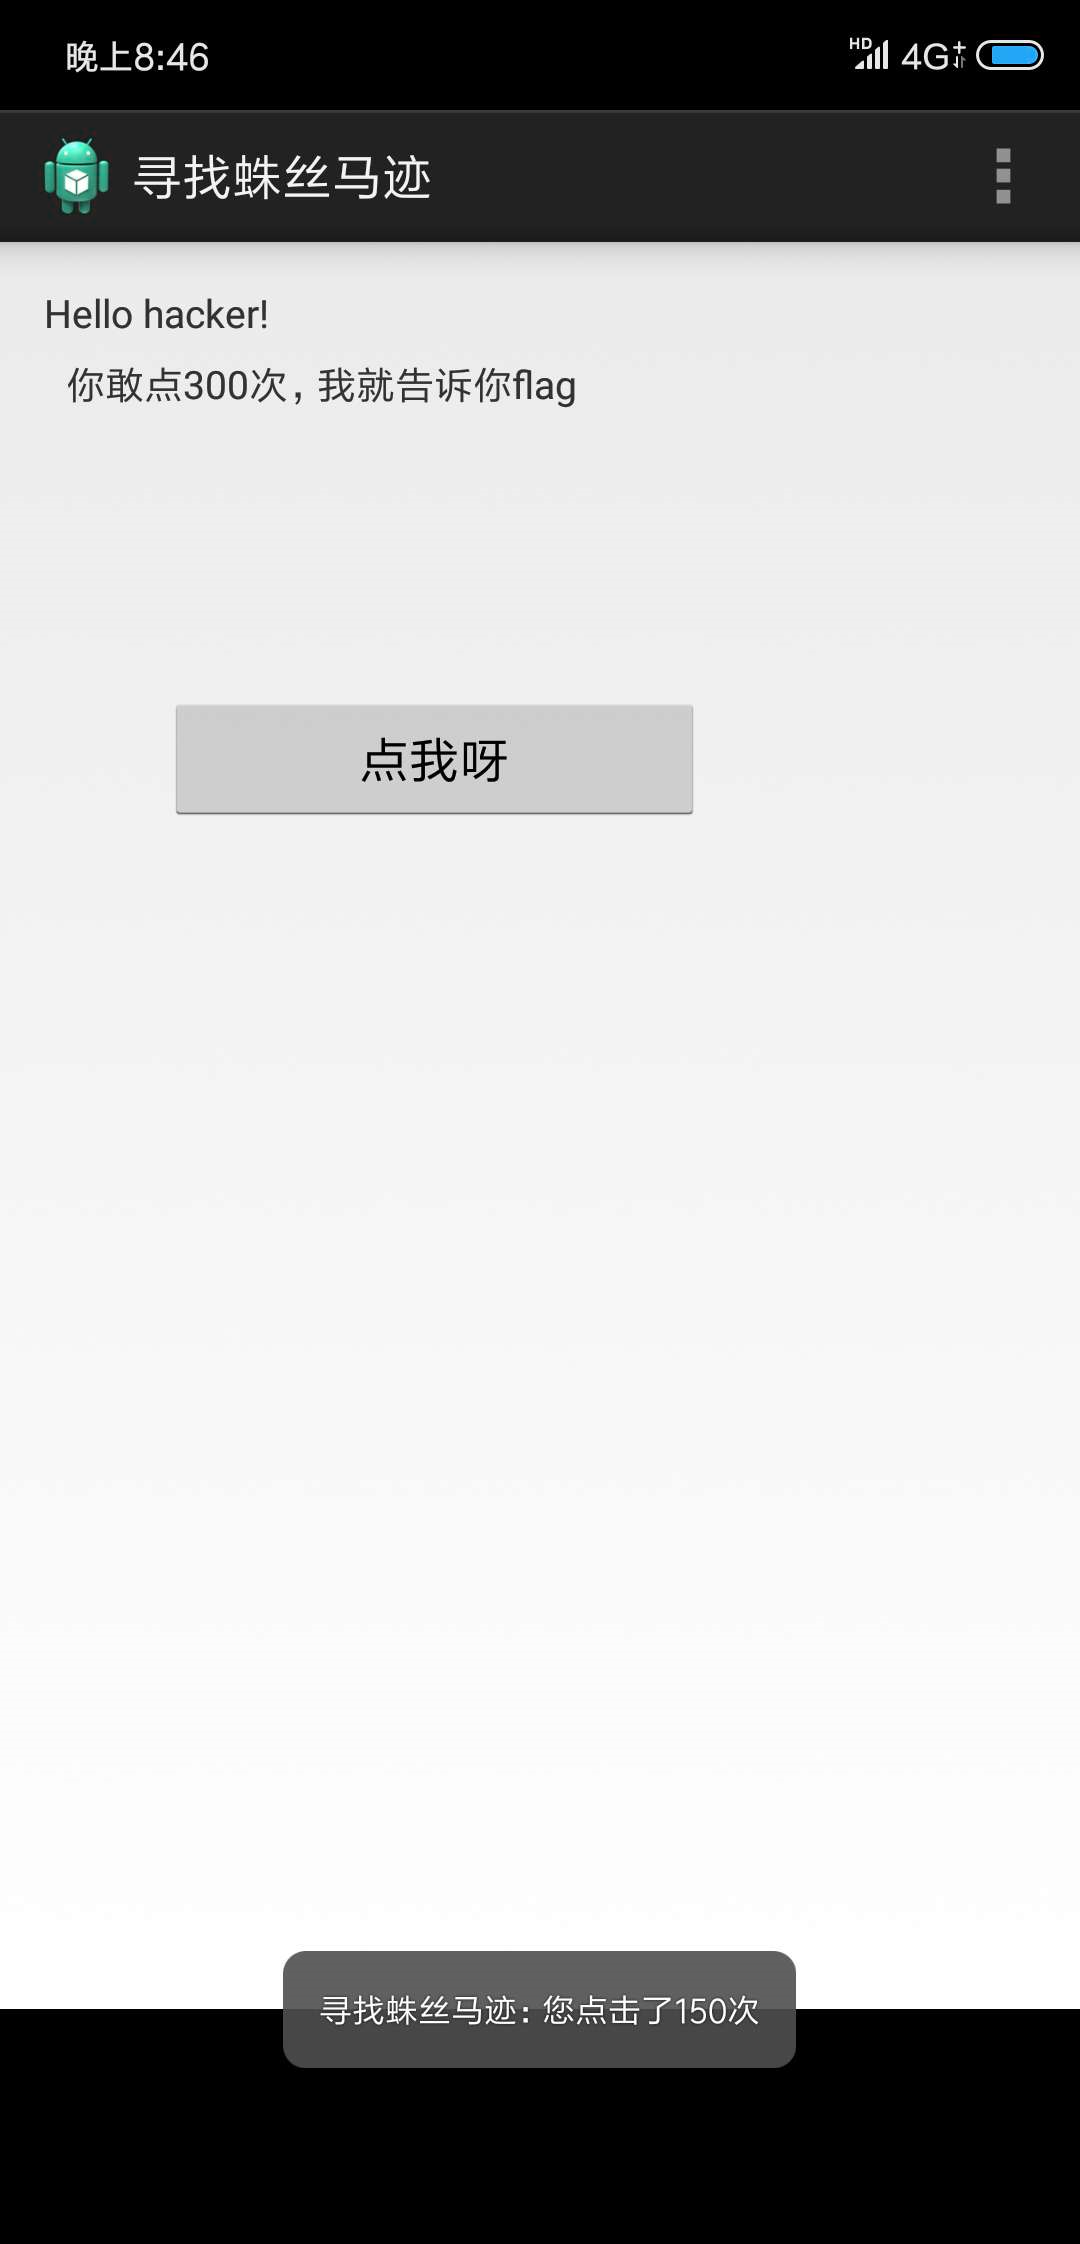 晚上8:46
HD 4G+
寻找蛛丝马迹
Hello hacker!
你敢点300次，我就告诉你flag
点我呀
寻找蛛丝马迹：您点击了150次